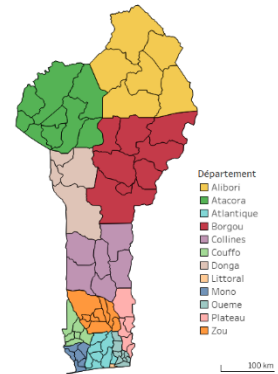 Département
Alibori
Atacora
Atlantique
Borgou
Collines
Couffo
Donga
Littoral
Mono
Oueme
Plateau
Zou
100 km